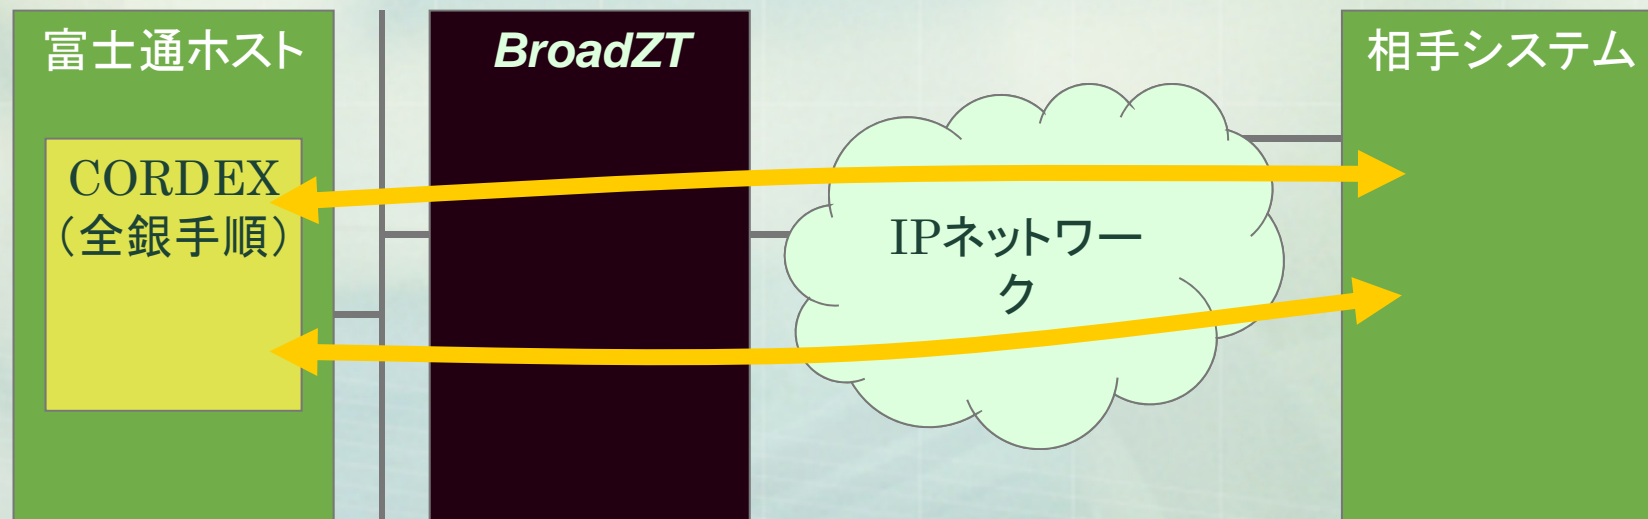 富士通ホスト
BroadZT
相手システム
CORDEX
（全銀手順）
IPネットワー
ク